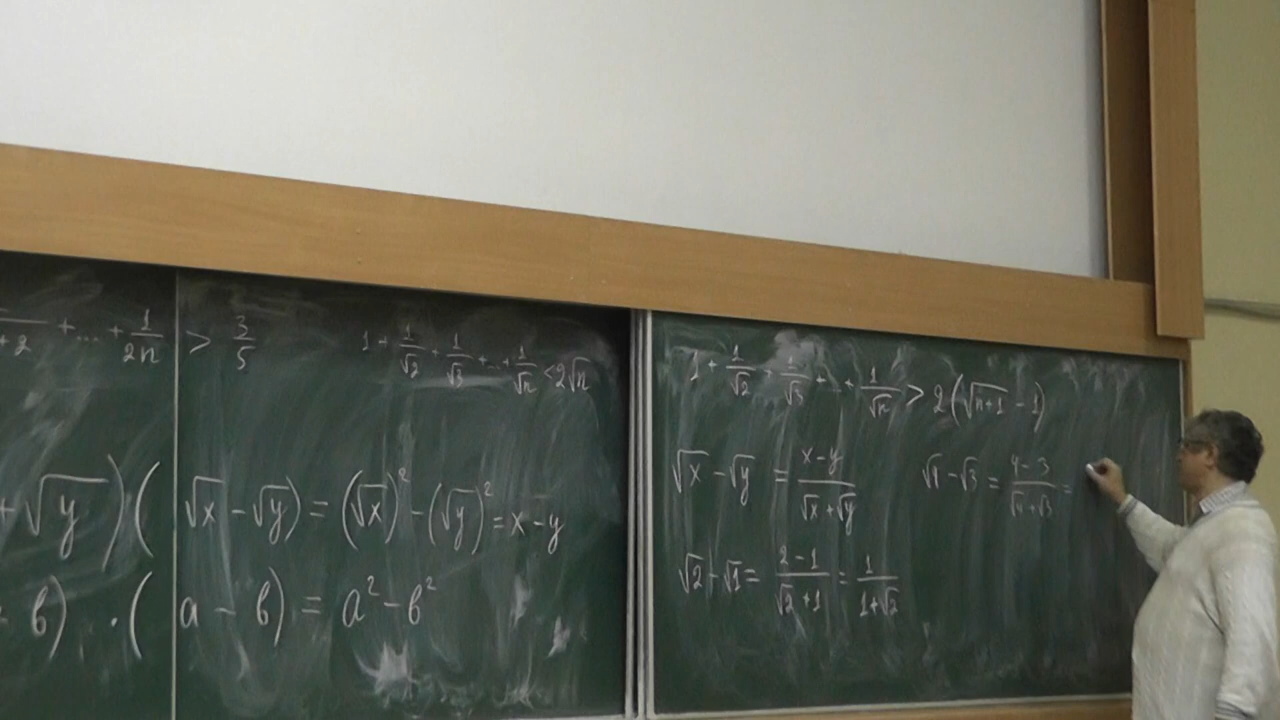 +2 + ... + 1/2n > 3/5
1 + 1/√2 + 1/√3 + ... + 1/√n < 2√n
+ √y)(√x - √y) = (√x)² - (√y)² = x - y
в) · (a - в) = a² - в²
1 + 1/√2 + 1/√3 + ... + 1/√n > 2(√n+1 - 1)
√x - √y = x-y/√x+√y
√4 - √3 = 4-3/√4+√3 =
√2 - √1 = 2-1/√2+1 = 1/1+√2